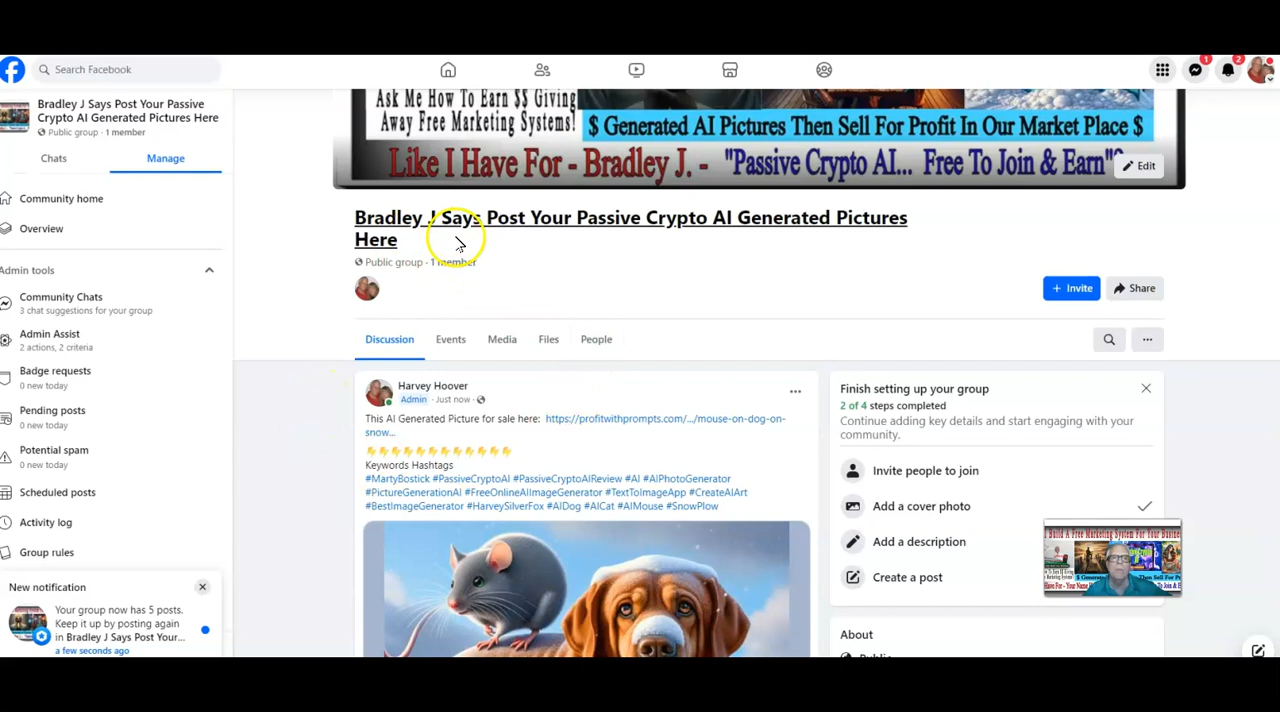 Search Facebook
1
2
Bradley J Says Post Your Passive
Crypto AI Generated Pictures Here
Public group · 1 member
Chats
Manage
Community home
Overview
Admin tools
Community Chats
3 chat suggestions for your group
Admin Assist
2 actions, 2 criteria
Badge requests
0 new today
Pending posts
0 new today
Potential spam
0 new today
Scheduled posts
Activity log
Group rules
New notification
Your group now has 5 posts.
Keep it up by posting again
in Bradley J Says Post Your...
a few seconds ago
Ask Me How To Earn $$ Giving
Away Free Marketing Systems!
$ Generated AI Pictures Then Sell For Profit In Our Market Place $
Like I Have For - Bradley J. - "Passive Crypto AI... Free To Join & Earn"
Edit
Bradley J Says Post Your Passive Crypto AI Generated Pictures
Here
Public group · 1 member
+ Invite
Share
Discussion
Events
Media
Files
People
Harvey Hoover
Admin · Just now ·
This AI Generated Picture for sale here: https://profitwithprompts.com/.../mouse-on-dog-on-
snow...
Keywords Hashtags
#MartyBostick #PassiveCryptoAI #PassiveCryptoAIReview #AI #AIPhotoGenerator
#PictureGenerationAI #FreeOnlineAIImageGenerator #TextToImageApp #CreateAIArt
#BestImageGenerator #HarveySilverFox #AIDog #AICat #AIMouse #SnowPlow
Finish setting up your group
2 of 4 steps completed
Continue adding key details and start engaging with your
community.
Invite people to join
Add a cover photo
Add a description
Create a post
I Build A Free Marketing System For Your
About